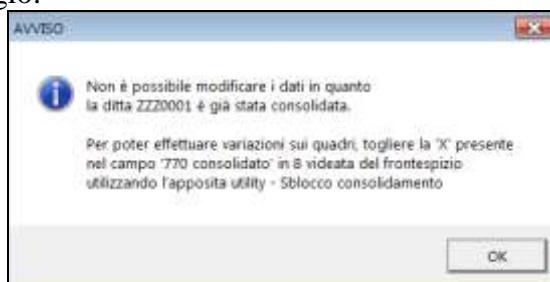 gio:
AVVISO
Non è possibile modificare i dati in quanto
la ditta ZZZ0001 è già stata consolidata.
Per poter effettuare variazioni sui quadri, togliere la 'X' presente
nel campo '770 consolidato' in 8 videata del frontespizio
utilizzando l'apposita utility - Sblocco consolidamento
OK